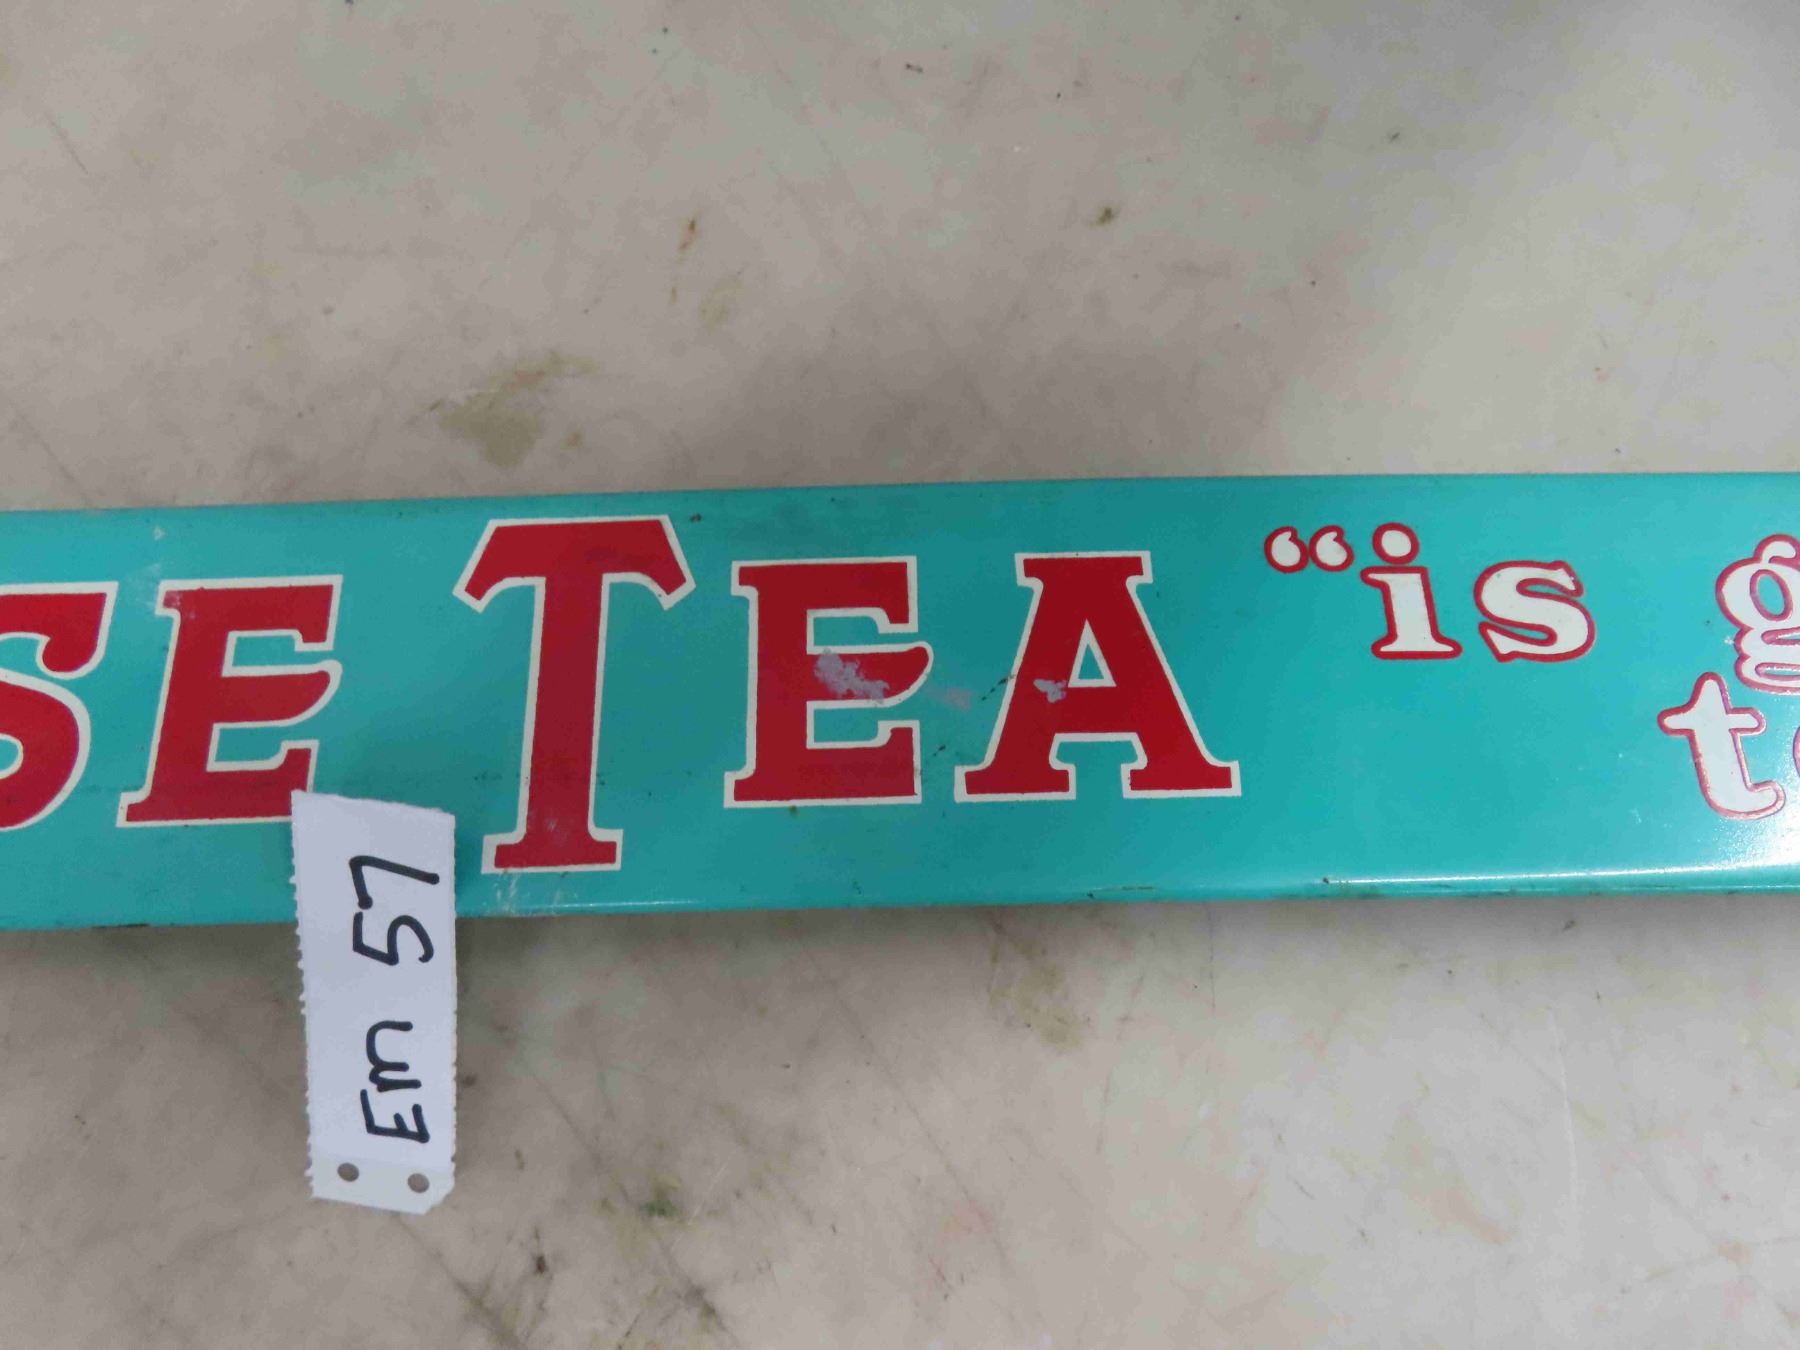 SE TEA “is
Em 57